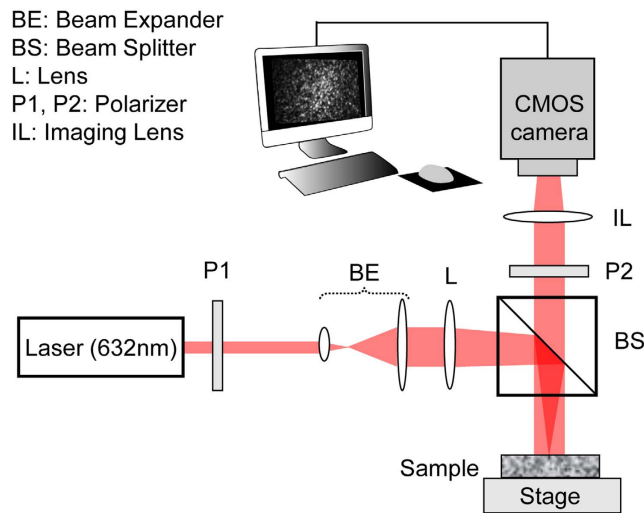 BE: Beam Expander
BS: Beam Splitter
L: Lens
P1, P2: Polarizer
IL: Imaging Lens
CMOS
camera
IL
P2
P1
BE
L
BS
Laser (632nm)
Sample
Stage